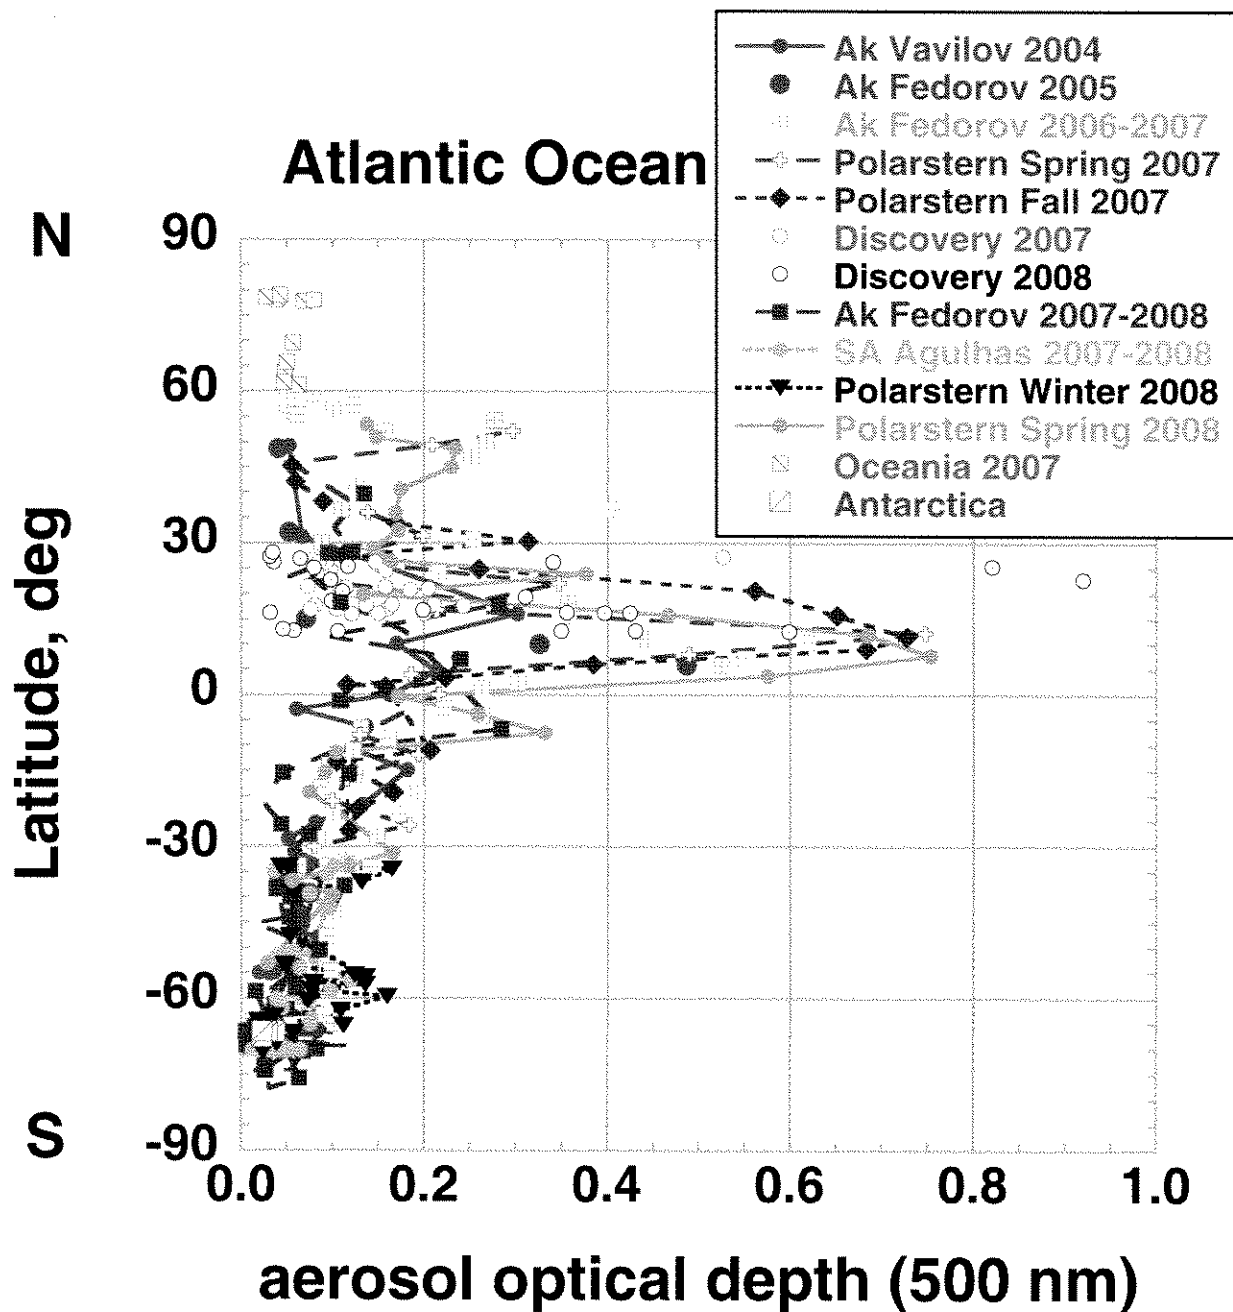 Ak Vavilov 2004
Ak Fedorov 2005
Ak Fedorov 2006-2007
Polarstern Spring 2007
Polarstern Fall 2007
Discovery 2007
Discovery 2008
Ak Fedorov 2007-2008
SA Agulhas 2007-2008
Polarstern Winter 2008
Polarstern Spring 2008
Oceania 2007
Antarctica
Atlantic Ocean
N
90
60
30
0
-30
-60
-90
S
Latitude, deg
0.0 0.2 0.4 0.6 0.8 1.0
aerosol optical depth (500 nm)